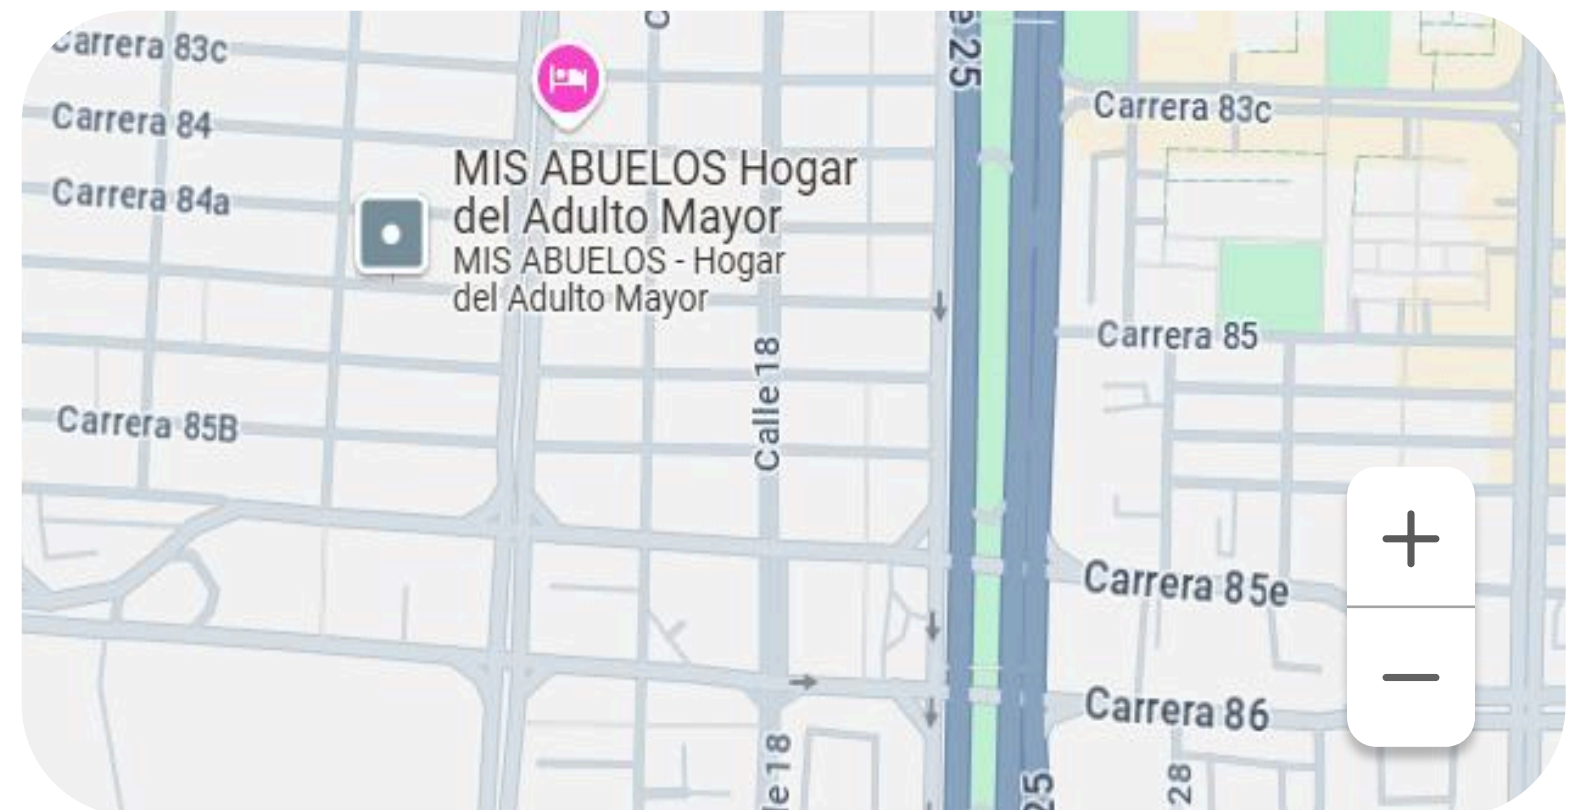 Carrera 83c
Carrera 84
Carrera 84a
MIS ABUELOS Hogar
del Adulto Mayor
MIS ABUELOS - Hogar
del Adulto Mayor
25
Carrera 83c
Carrera 85
Calle 18
Carrera 85B
Carrera 85e
Carrera 86
18
25
28
+
−